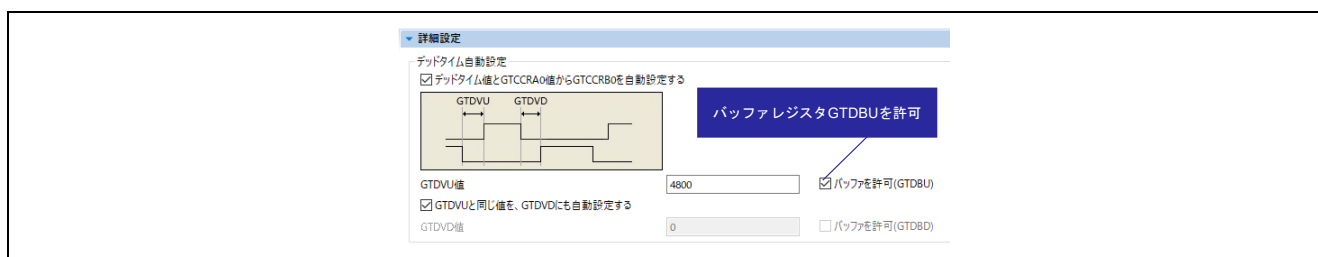 詳細設定
デッドタイム自動設定
デッドタイム値とGTCCRA0値からGTCCRB0を自動設定する
GTDVU GTDVD
バッファレジスタGTDBUを許可
GTDVU値 4800 バッファを許可(GTDBU)
GTDVUと同じ値を、GTDVDにも自動設定する
GTDVD値 0 バッファを許可(GTDBD)